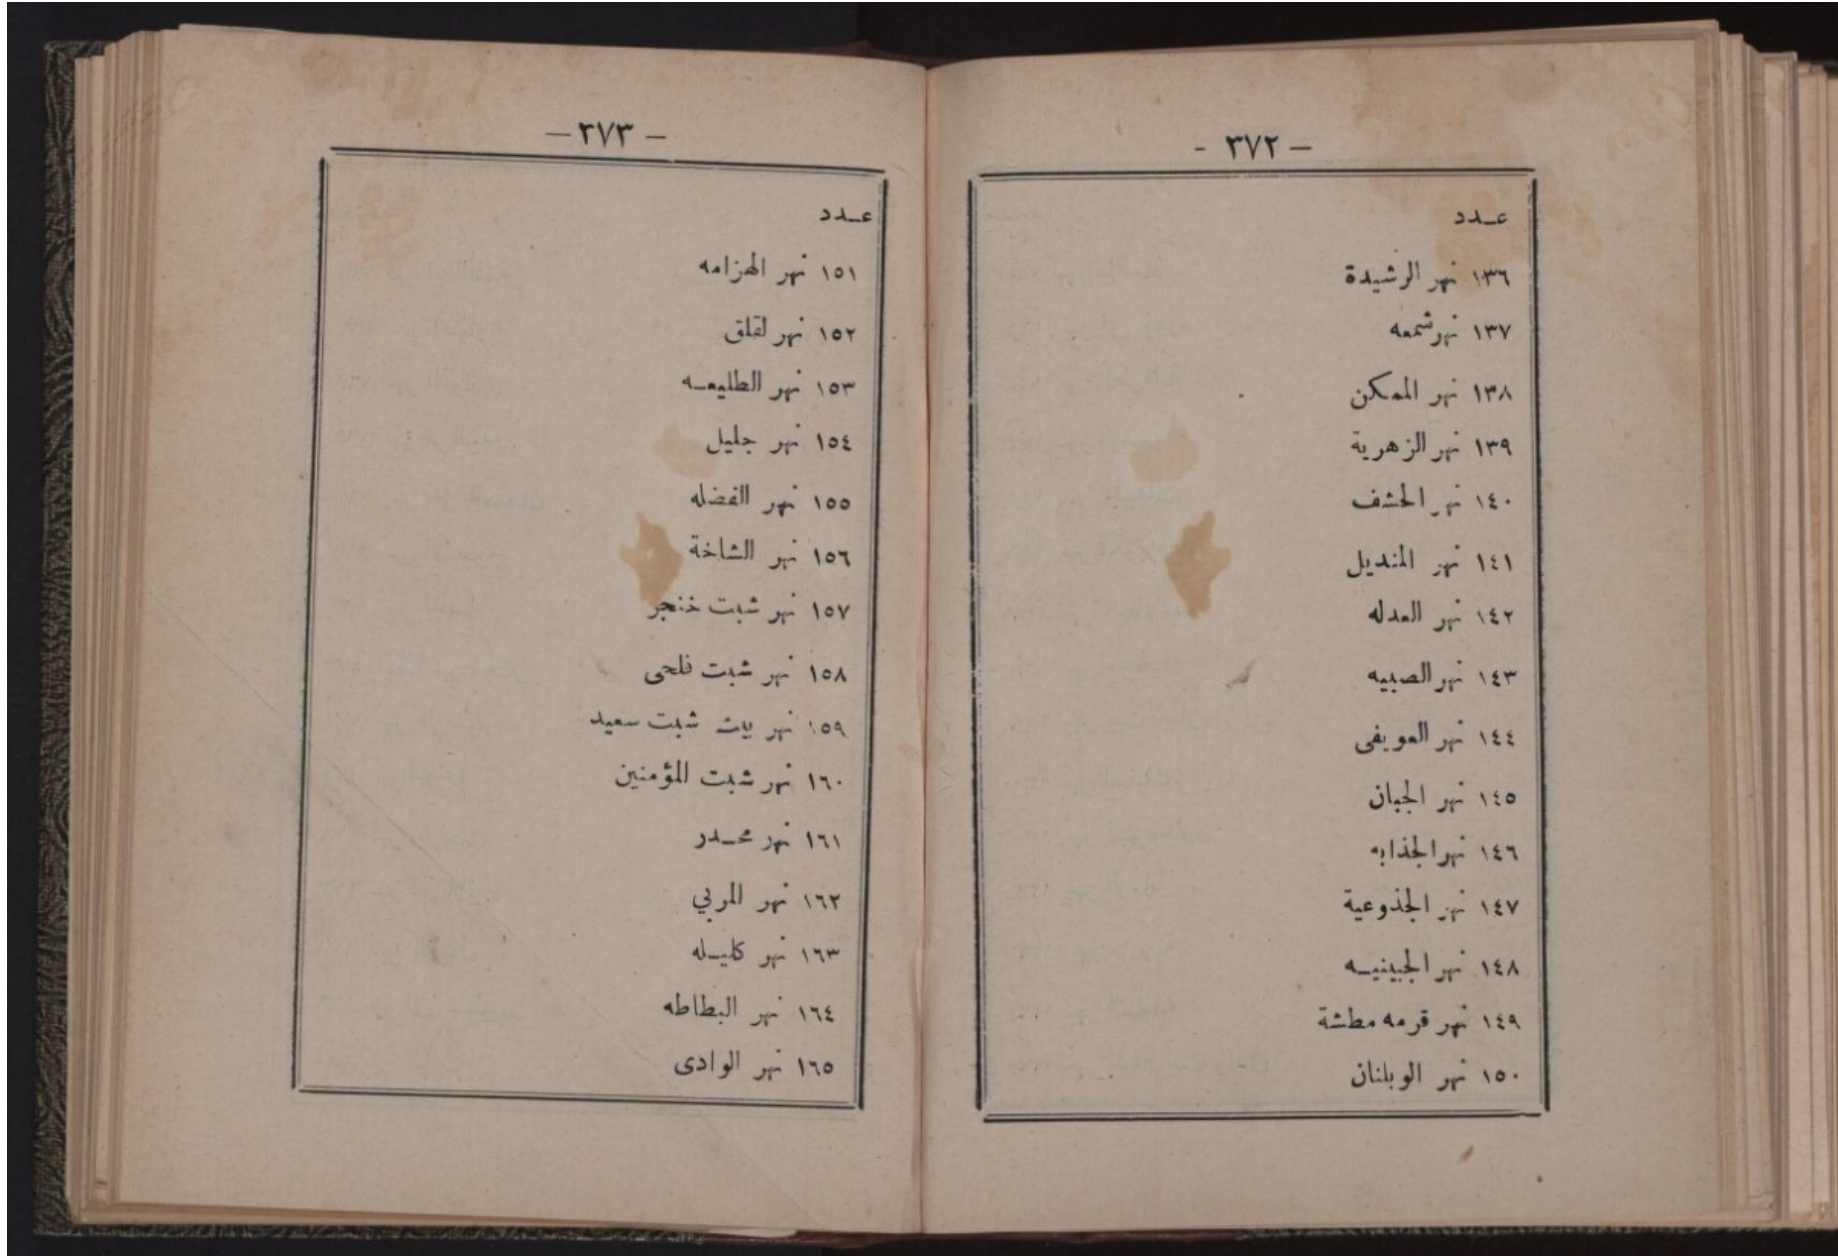 - ٣٧٢ -
عـدد
١٣٦ نهر الرشيدة
١٣٧ نهر شمعه
١٣٨ نهر الممكن
١٣٩ نهر الزهرية
١٤٠ نهر الحشف
١٤١ نهر المنديل
١٤٢ نهر العدله
١٤٣ نهر الصبيه
١٤٤ نهر العويفى
١٤٥ نهر الجبان
١٤٦ نهر الجذابه
١٤٧ نهر الجذوعية
١٤٨ نهر الجبينيـه
١٤٩ نهر قرمه مطشة
١٥٠ نهر الوبلنان
- ٣٧٣ -
عـدد
١٥١ نهر الهزامه
١٥٢ نهر لقلق
١٥٣ نهر الطليعـه
١٥٤ نهر جليل
١٥٥ نهر الفضله
١٥٦ نهر الشاخة
١٥٧ نهر شبت خنجر
١٥٨ نهر شبت فلحى
١٥٩ نهر بيت شبت سعيد
١٦٠ نهر شبت المؤمنين
١٦١ نهر محـدر
١٦٢ نهر المربي
١٦٣ نهر كليـله
١٦٤ نهر البطاطه
١٦٥ نهر الوادى